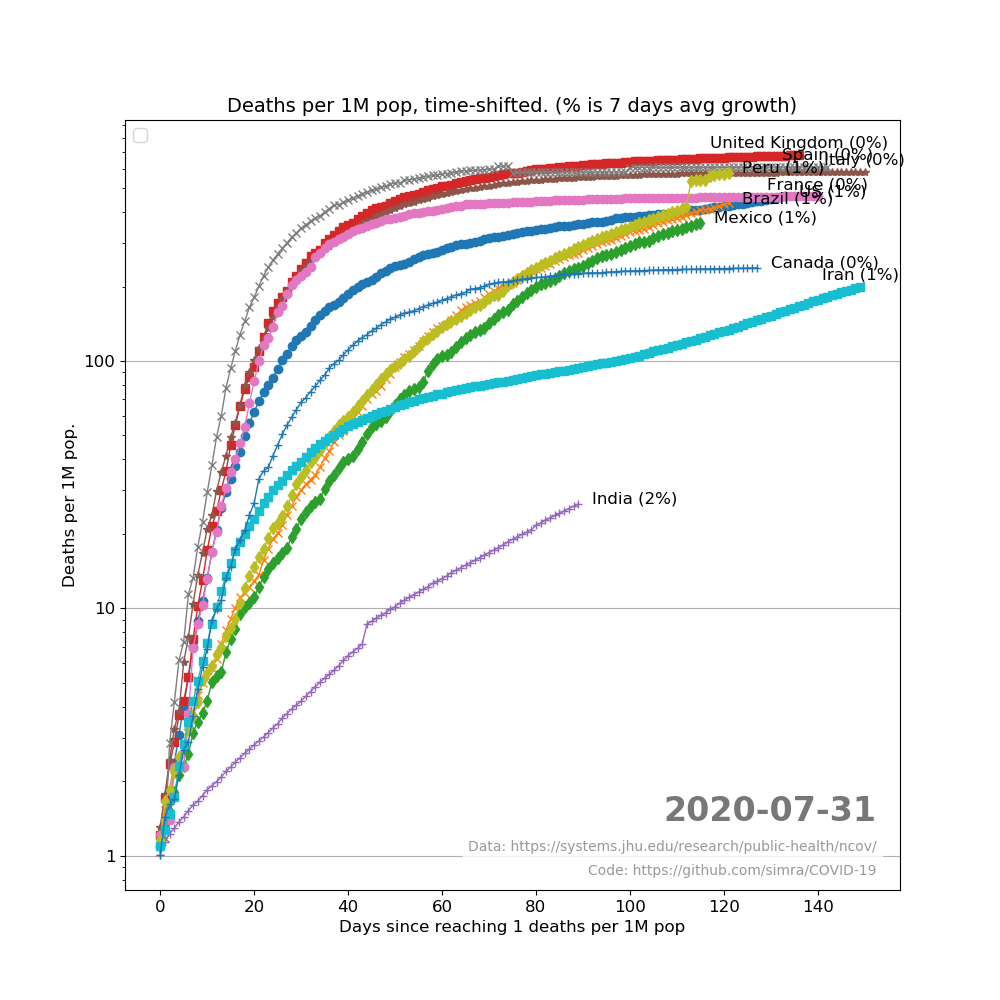 Deaths per 1M pop, time-shifted. (% is 7 days avg growth)
United Kingdom (0%)
Spain (0%)
Italy (0%)
Peru (1%)
France (0%)
US (1%)
Brazil (1%)
Mexico (1%)
Canada (0%)
Iran (1%)
India (2%)
100
10
1
Deaths per 1M pop.
2020-07-31
Data: https://systems.jhu.edu/research/public-health/ncov/
Code: https://github.com/simra/COVID-19
0 20 40 60 80 100 120 140
Days since reaching 1 deaths per 1M pop